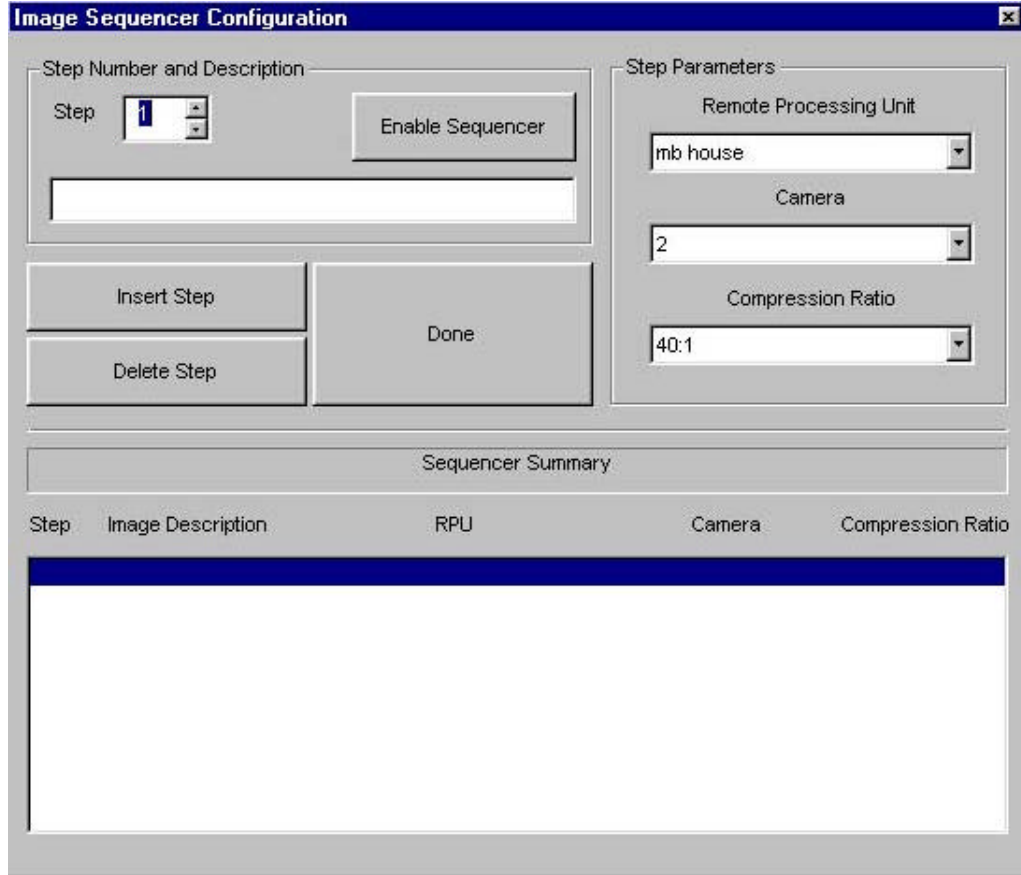 Image Sequencer Configuration
Step Number and Description
Step 1
Enable Sequencer
Insert Step
Delete Step
Done
Step Parameters
Remote Processing Unit
mb house
Camera
2
Compression Ratio
40:1
Sequencer Summary
Step Image Description RPU Camera Compression Ratio